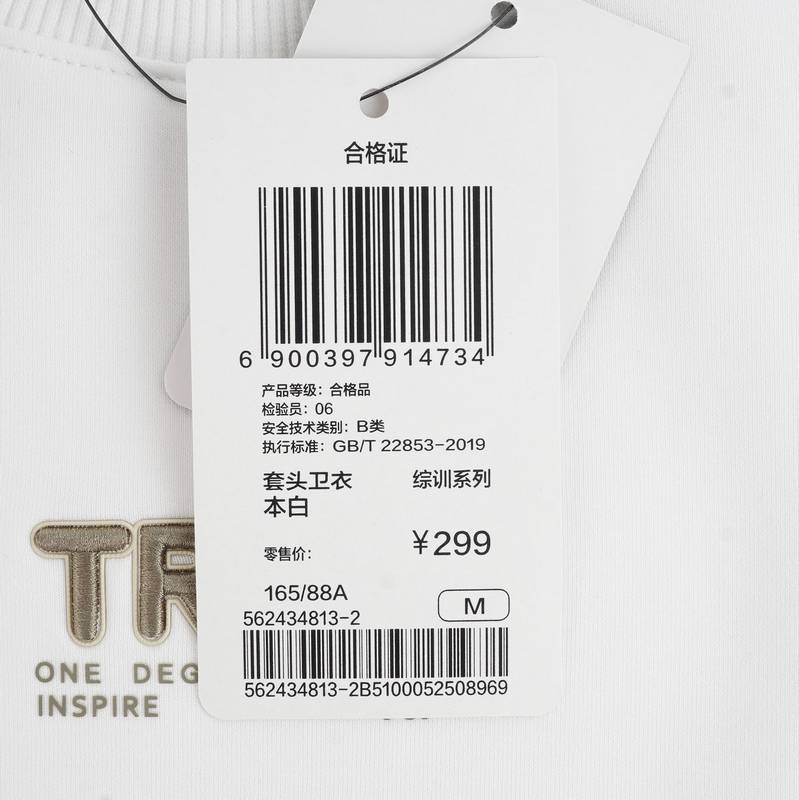 合格证
6 900397 914734
产品等级：合格品
检验员：06
安全技术类别：B类
执行标准：GB/T 22853-2019
套头卫衣 综训系列
本白
零售价： ¥299
165/88A M
562434813-2
562434813-2B5100052508969
TR
ONE DEG
INSPIRE